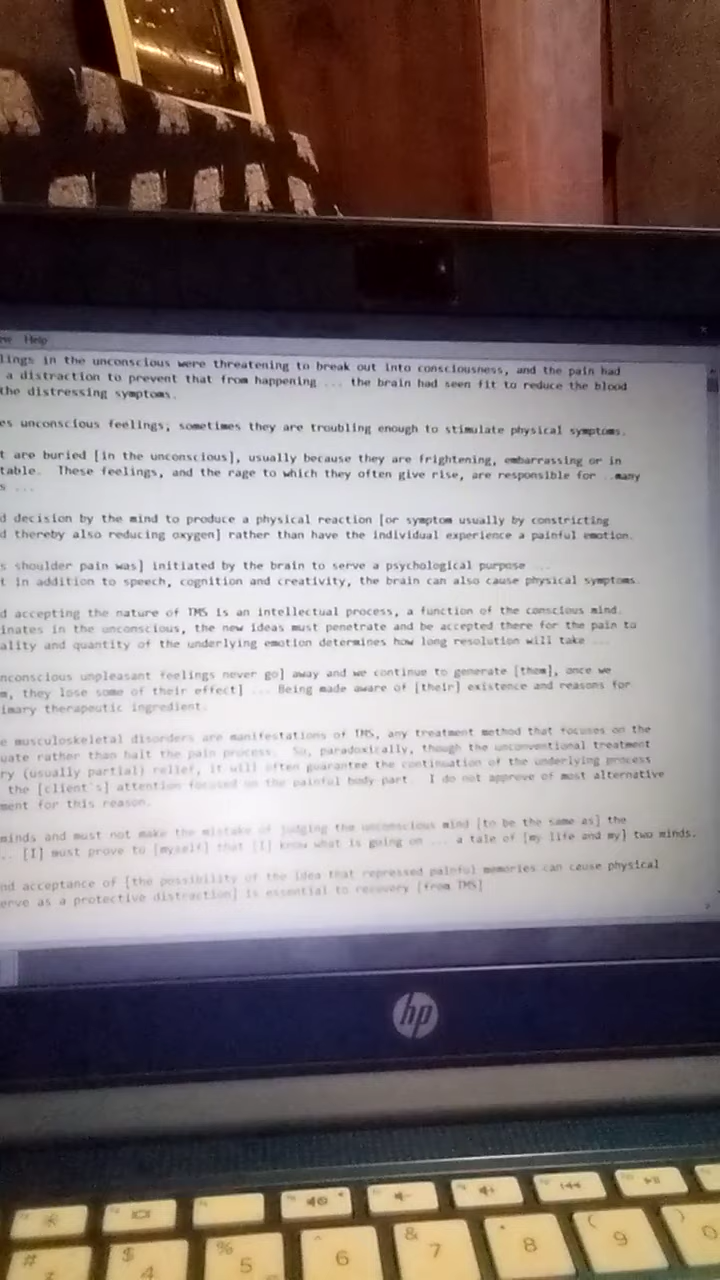 Help
lings in the unconscious were threatening to break out into consciousness, and the pain had
a distraction to prevent that from happening ... the brain had seen fit to reduce the blood
the distressing symptoms.
es unconscious feelings; sometimes they are troubling enough to stimulate physical symptoms.
t are buried [in the unconscious], usually because they are frightening, embarrassing or in
table. These feelings, and the rage to which they often give rise, are responsible for ..many
s ...
d decision by the mind to produce a physical reaction [or symptom usually by constricting
d thereby also reducing oxygen] rather than have the individual experience a painful emotion.
s shoulder pain was] initiated by the brain to serve a psychological purpose ...
t in addition to speech, cognition and creativity, the brain can also cause physical symptoms.
d accepting the nature of TMS is an intellectual process, a function of the conscious mind.
inates in the unconscious, the new ideas must penetrate and be accepted there for the pain to
ality and quantity of the underlying emotion determines how long resolution will take ...
nconscious unpleasant feelings never go] away and we continue to generate [them], once we
m, they lose some of their effect] ... Being made aware of [their] existence and reasons for
imary therapeutic ingredient.
e musculoskeletal disorders are manifestations of TMS, any treatment method that focuses on the
uate rather than halt the pain process. So, paradoxically, though the unconventional treatment
ry (usually partial) relief, it will often guarantee the continuation of the underlying process
the [client's] attention focused on the painful body part. I do not approve of most alternative
ment for this reason.
minds and must not make the mistake of judging the unconscious mind [to be the same as] the
.. [I] must prove to [myself] that [I] know what is going on ... a tale of [my life and my] two minds.
nd acceptance of [the possibility of the idea that repressed painful memories can cause physical
erve as a protective distraction] is essential to recovery [from TMS]
hp
# $ % ^ & * ( )
4 5 6 7 8 9 0